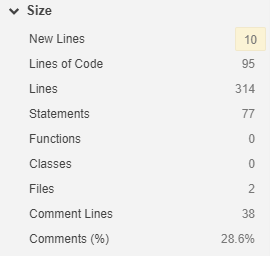 Size
New Lines 10
Lines of Code 95
Lines 314
Statements 77
Functions 0
Classes 0
Files 2
Comment Lines 38
Comments (%) 28.6%